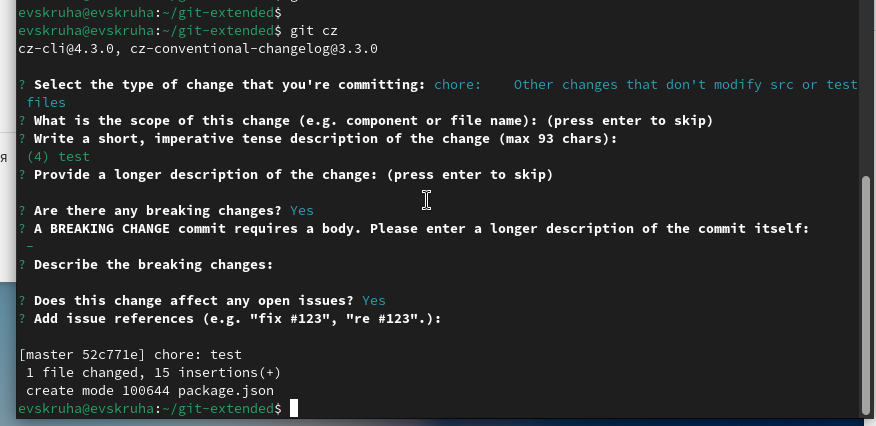 evskruha@evskruha:~/git-extended$
evskruha@evskruha:~/git-extended$ git cz
cz-cli@4.3.0, cz-conventional-changelog@3.3.0
? Select the type of change that you're committing: chore:    Other changes that don't modify src or test
files
? What is the scope of this change (e.g. component or file name): (press enter to skip)
? Write a short, imperative tense description of the change (max 93 chars):
(4) test
я
? Provide a longer description of the change: (press enter to skip)
? Are there any breaking changes? Yes
? A BREAKING CHANGE commit requires a body. Please enter a longer description of the commit itself:
-
? Describe the breaking changes:
? Does this change affect any open issues? Yes
? Add issue references (e.g. "fix #123", "re #123".):
[master 52c771e] chore: test
1 file changed, 15 insertions(+)
create mode 100644 package.json
evskruha@evskruha:~/git-extended$